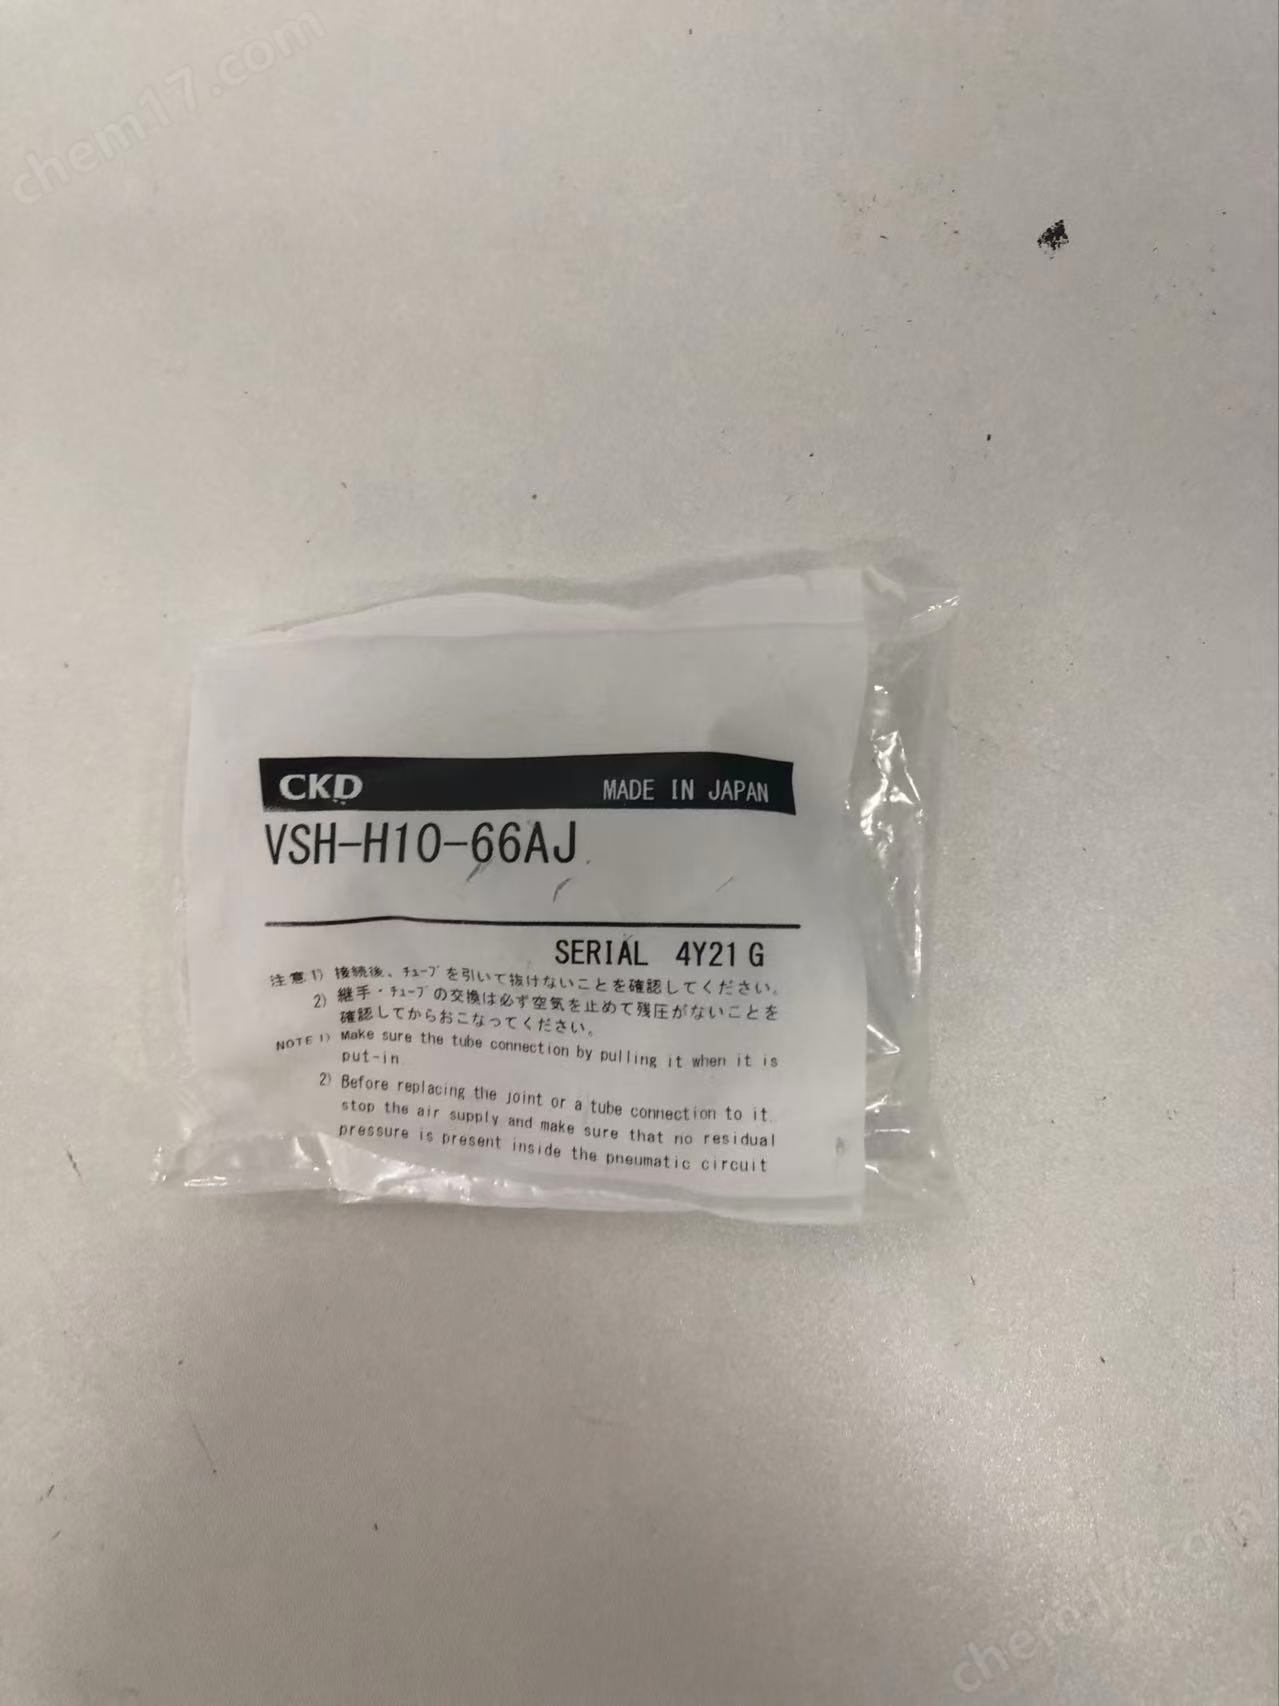 chem17.com
CKD MADE IN JAPAN
VSH-H10-66AJ
SERIAL 4Y21 G
注意 1) 接続後、ﾁｭｰﾌﾞを引いて抜けないことを確認してください。
2) 継手・ﾁｭｰﾌﾞの交換は必ず空気を止めて残圧がないことを
確認してからおこなってください。
NOTE 1) Make sure the tube connection by pulling it when it is
put-in.
2) Before replacing the joint or a tube connection to it.
stop the air supply and make sure that no residual
pressure is present inside the pneumatic circuit
chem17.com